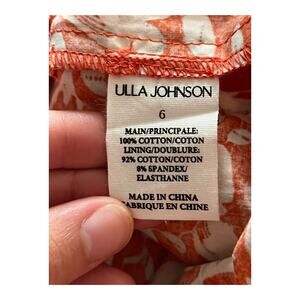 ULLA JOHNSON
6
MAIN/PRINCIPALE:
100% COTTON/COTON
LINING/DOUBLURE:
92% COTTON/COTON
8% SPANDEX/
ELASTHANNE
MADE IN CHINA
FABRIQUE EN CHINE